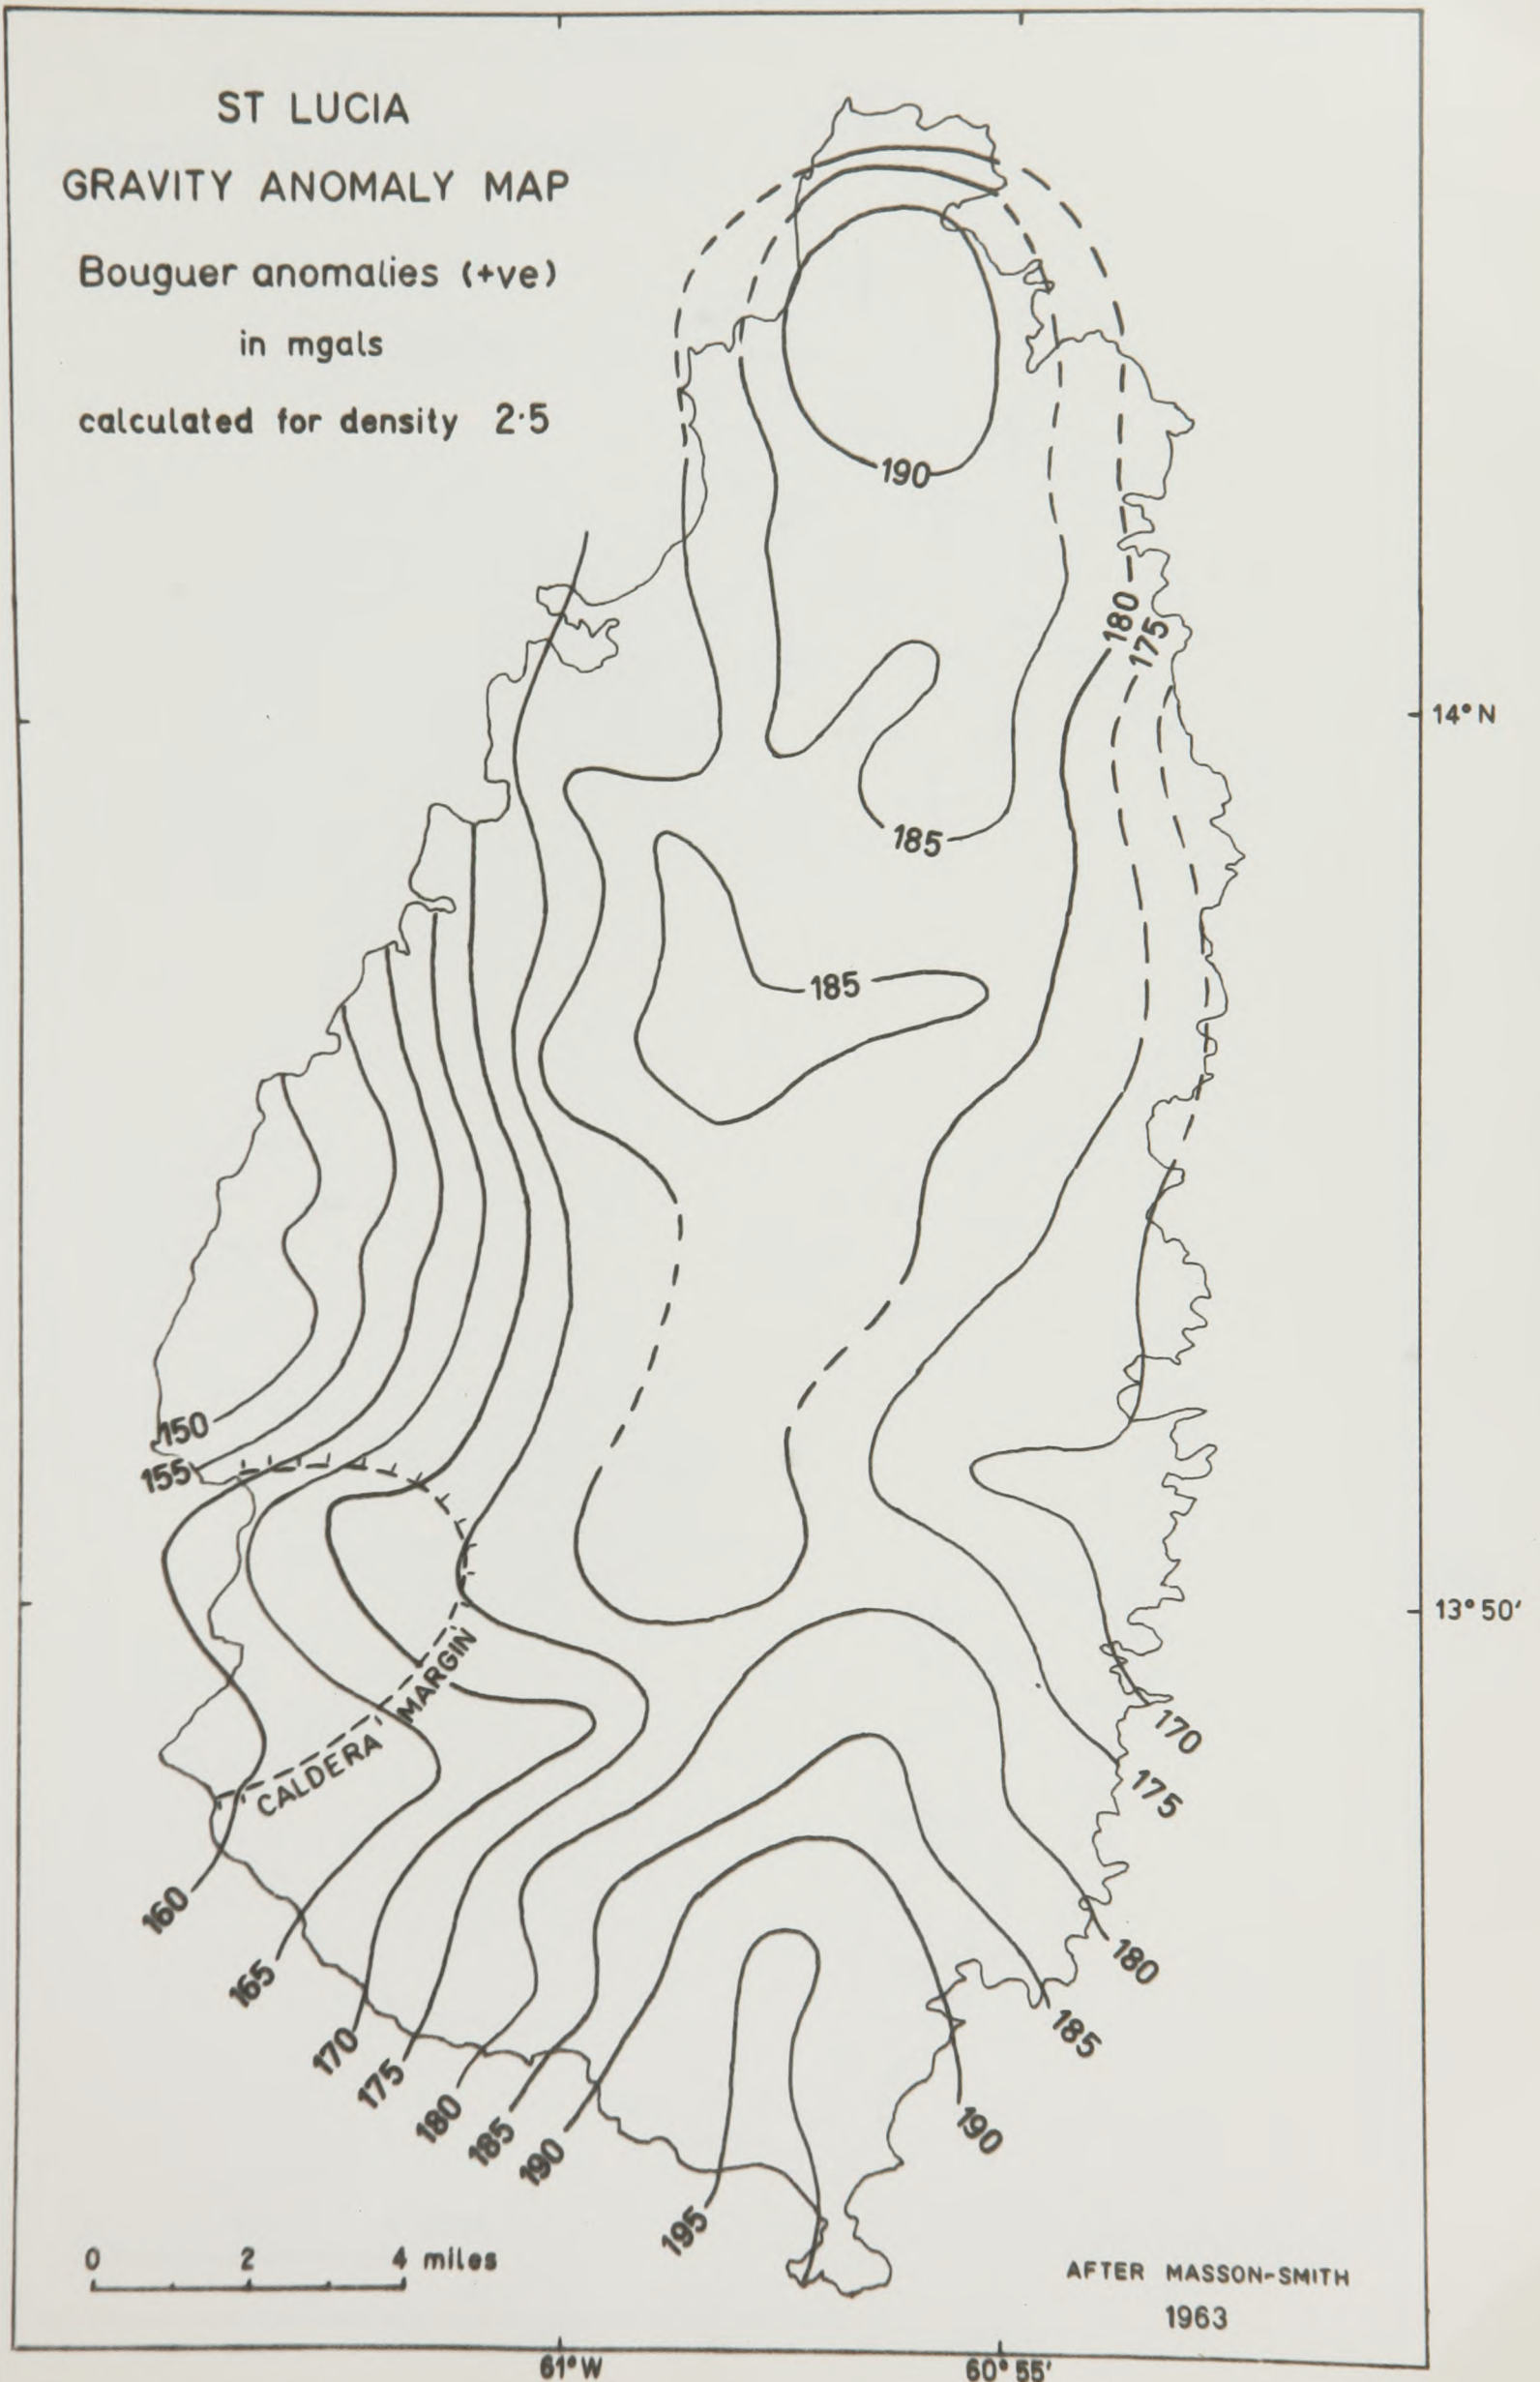 ST LUCIA
GRAVITY ANOMALY MAP
Bouguer anomalies (+ve)
in mgals
calculated for density 2·5
190
180
175
14°N
185
185
150
155
13°50'
CALDERA MARGIN
170
175
160
180
165
185
170
175
180
190
185
190
195
0 2 4 miles
AFTER MASSON-SMITH
1963
61°W
60°55'